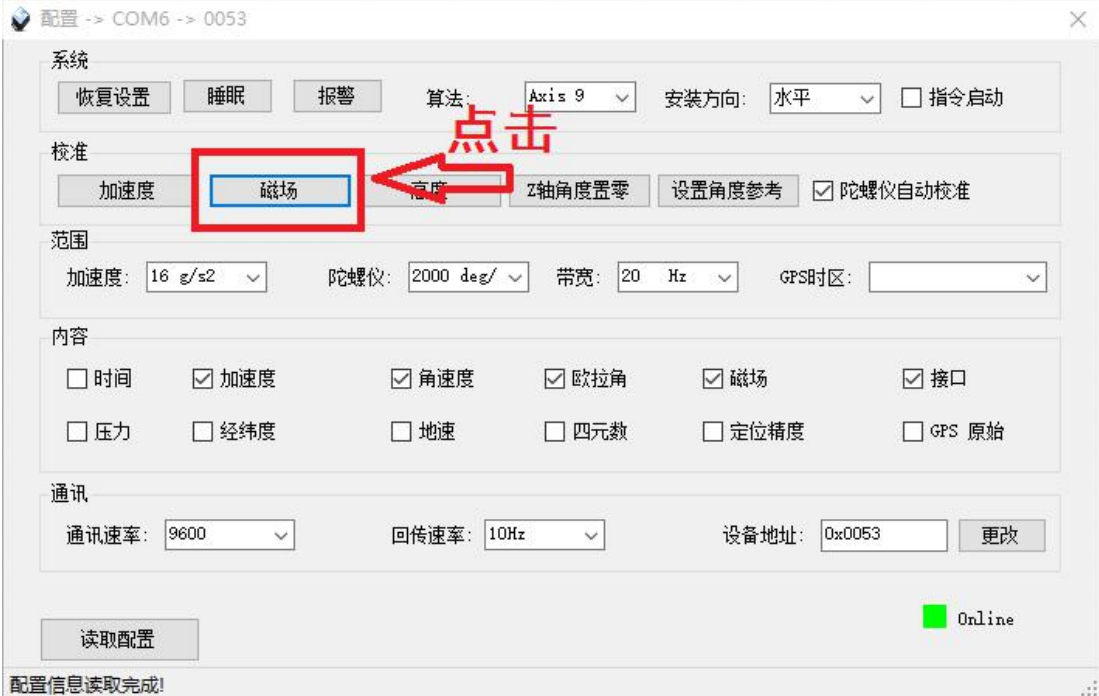 配置 -> COM6 -> 0053
系统
恢复设置 睡眠 报警 算法: Axis 9 安装方向: 水平 指令启动
点击
校准
加速度 磁场 高度 Z轴角度置零 设置角度参考 陀螺仪自动校准
范围
加速度: 16 g/s2 陀螺仪: 2000 deg/ 带宽: 20 Hz GPS时区:
内容
时间 加速度 角速度 欧拉角 磁场 接口
压力 经纬度 地速 四元数 定位精度 GPS 原始
通讯
通讯速率: 9600 回传速率: 10Hz 设备地址: 0x0053 更改
Online
读取配置
配置信息读取完成!